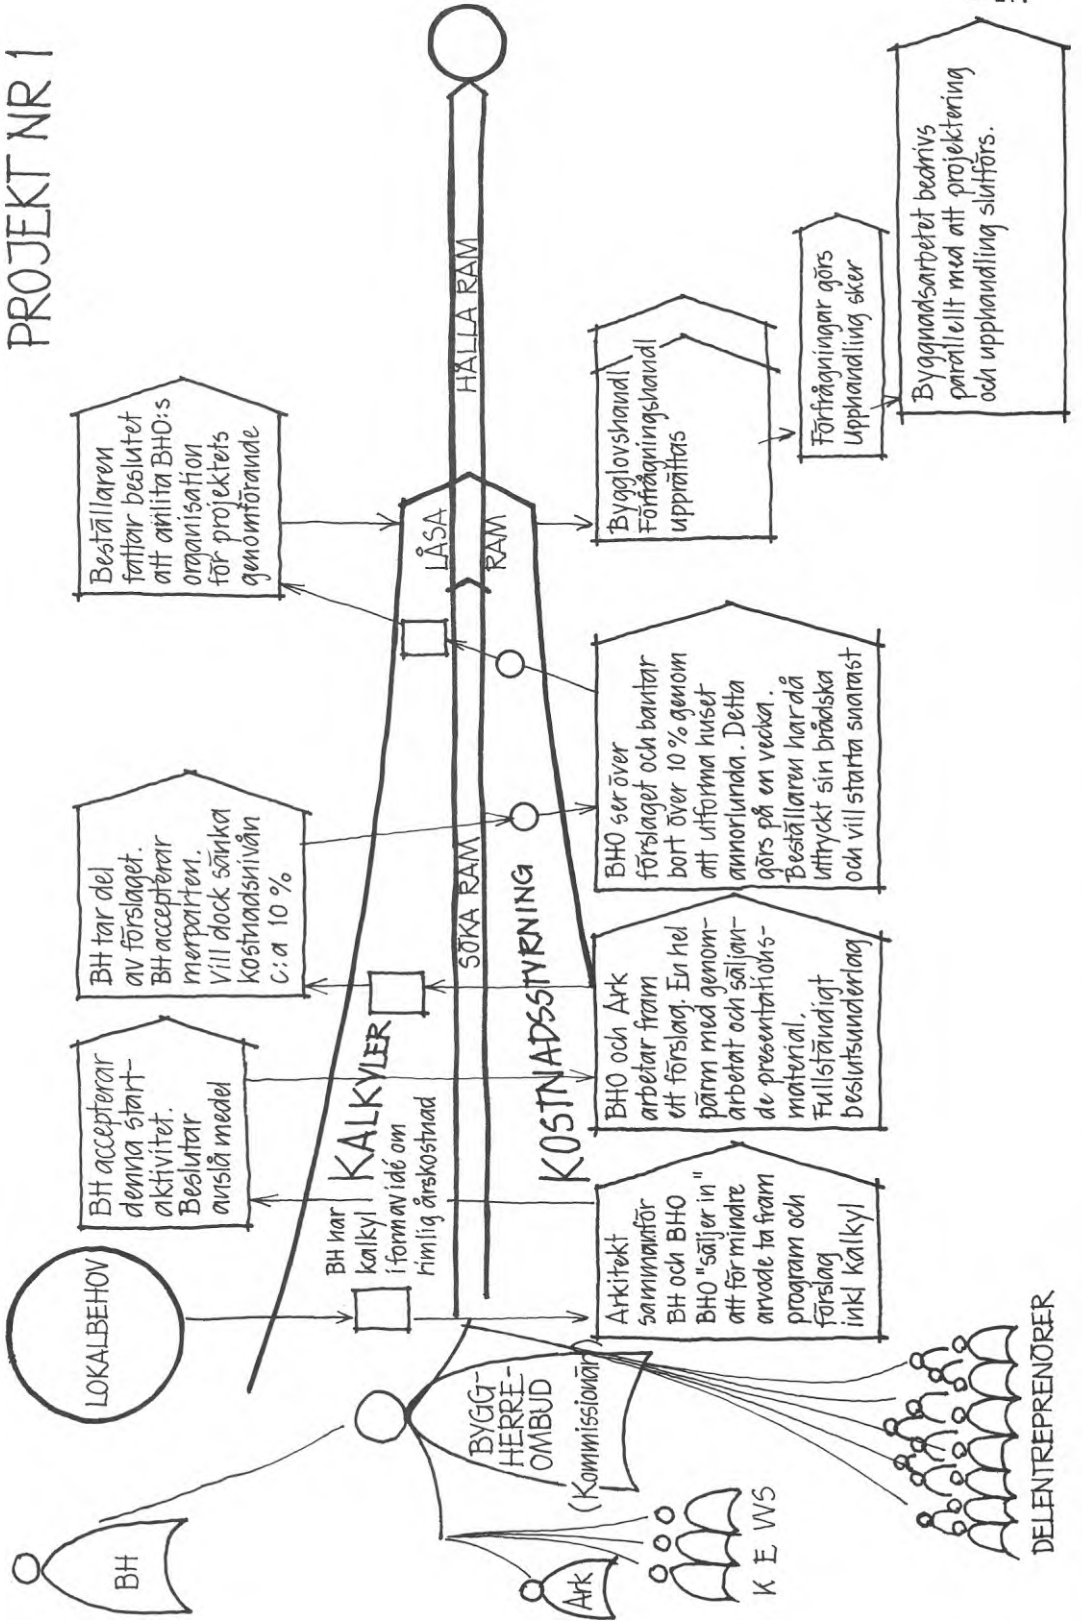 PROJEKT NR 1
BH
LOKALBEHOV
BH accepterar
denna start-
aktivitet.
Beslutar
anslå medel
BH tar del
av förslaget.
BH accepterar
merparten.
Vill dock sänka
kostnadsnivån
c:a 10 %
Beställaren
fattar beslutet
att anlita BHO:s
organisation
för projektets
genomförande
BH har
kalkyl
i form av idé om
rimlig årskostnad
KALKYLER
SÖKA RAM
LÅSA
RAM
HÅLLA RAM
KOSTNADSSTYRNING
BYGG-
HERRE-
OMBUD
(Kommissionär)
Ark
K E VVS
DELENTREPRENÖRER
Arkitekt
sammanför
BH och BHO
BHO "säljer in"
att för mindre
arvode ta fram
program och
förslag
inkl kalkyl
BHO och Ark
arbetar fram
ett förslag. En hel
pärm med genom-
arbetat och säljan-
de presentations-
material.
Fullständigt
beslutsunderlag
BHO ser över
förslaget och bantar
bort över 10 % genom
att utforma huset
annorlunda. Detta
görs på en vecka.
Beställaren har då
uttryckt sin brådska
och vill starta snarast
Bygglovshandl
Förfrågningshandl
upprättas
Förfrågningar görs
Upphandling sker
Byggnadsarbetet bedrivs
parallellt med att projektering
och upphandling slutförs.